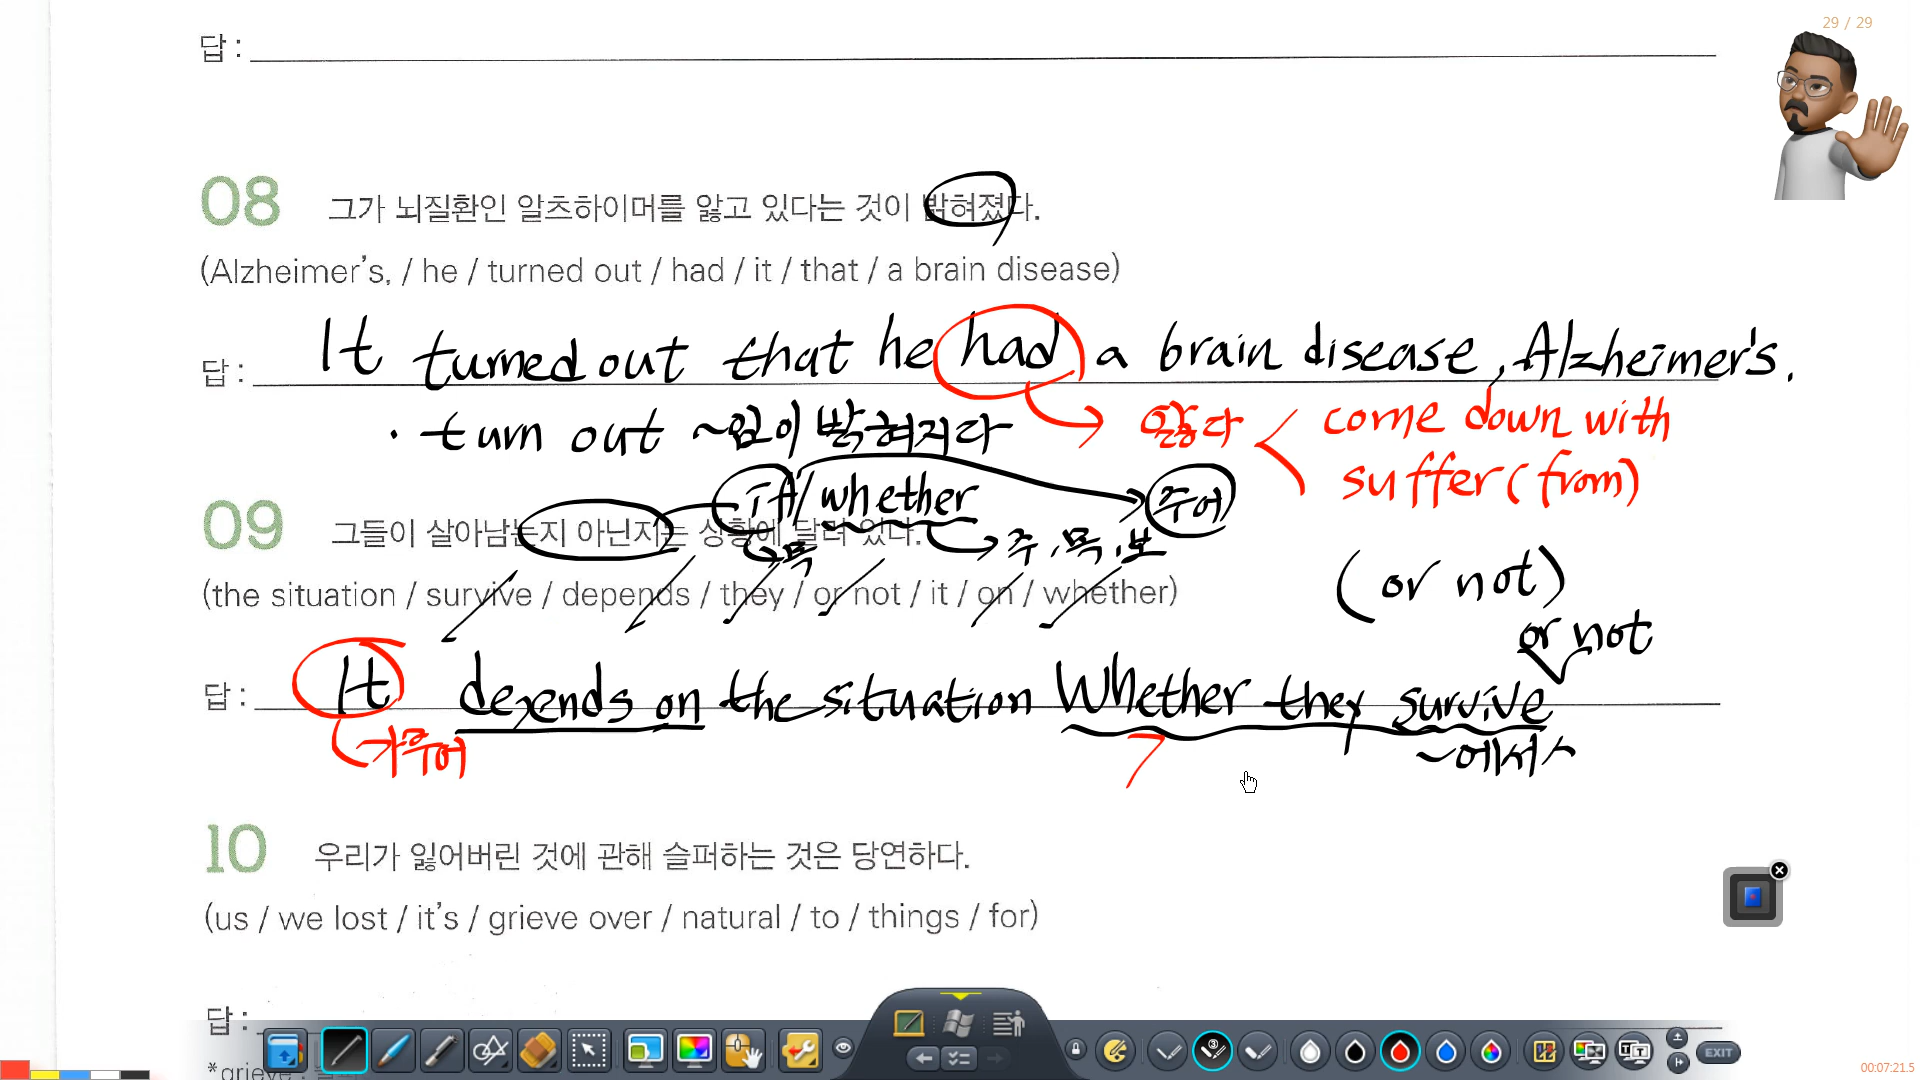 29 / 29
답 :
08 그가 뇌질환인 알츠하이머를 앓고 있다는 것이 밝혀졌다.
(Alzheimer's, / he / turned out / had / it / that / a brain disease)
답 : It turned out that he had a brain disease, Alzheimer's.
· turn out ~임이 밝혀지다 앓다 come down with
suffer (from)
if / whether 주어
09 그들이 살아남는지 아닌지는 상황에 달려 있다.
목 주, 목, 보
(the situation / survive / depends / they / or not / it / on / whether)
(or not)
or not
답 : It depends on the situation Whether they survive
가주어 ~에서
10 우리가 잃어버린 것에 관해 슬퍼하는 것은 당연하다.
(us / we lost / it's / grieve over / natural / to / things / for)
답 :
*grieve :
EXIT
00:07:21.5